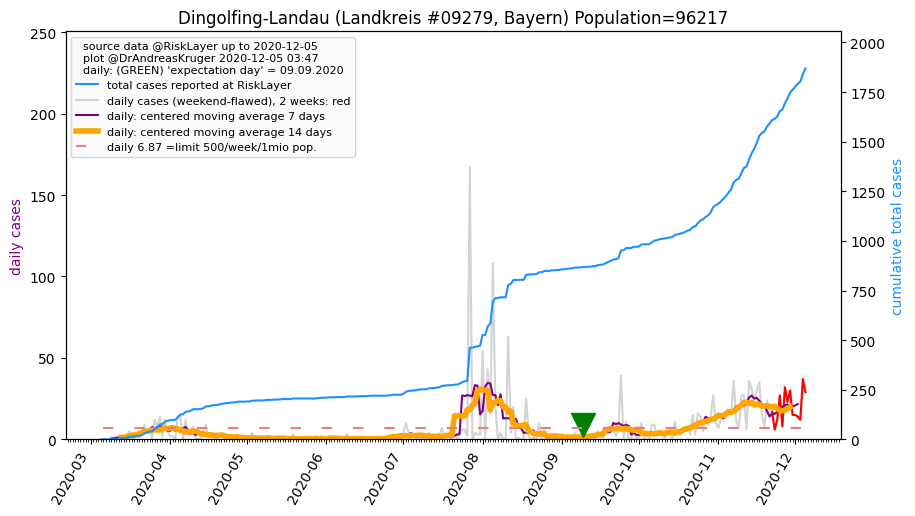 Dingolfing-Landau (Landkreis #09279, Bayern) Population=96217
source data @RiskLayer up to 2020-12-05
plot @DrAndreasKruger 2020-12-05 03:47
daily: (GREEN) 'expectation day' = 09.09.2020
total cases reported at RiskLayer
daily cases (weekend-flawed), 2 weeks: red
daily: centered moving average 7 days
daily: centered moving average 14 days
daily 6.87 =limit 500/week/1mio pop.
daily cases
250
200
150
100
50
0
cumulative total cases
2000
1750
1500
1250
1000
750
500
250
0
2020-03
2020-04
2020-05
2020-06
2020-07
2020-08
2020-09
2020-10
2020-11
2020-12